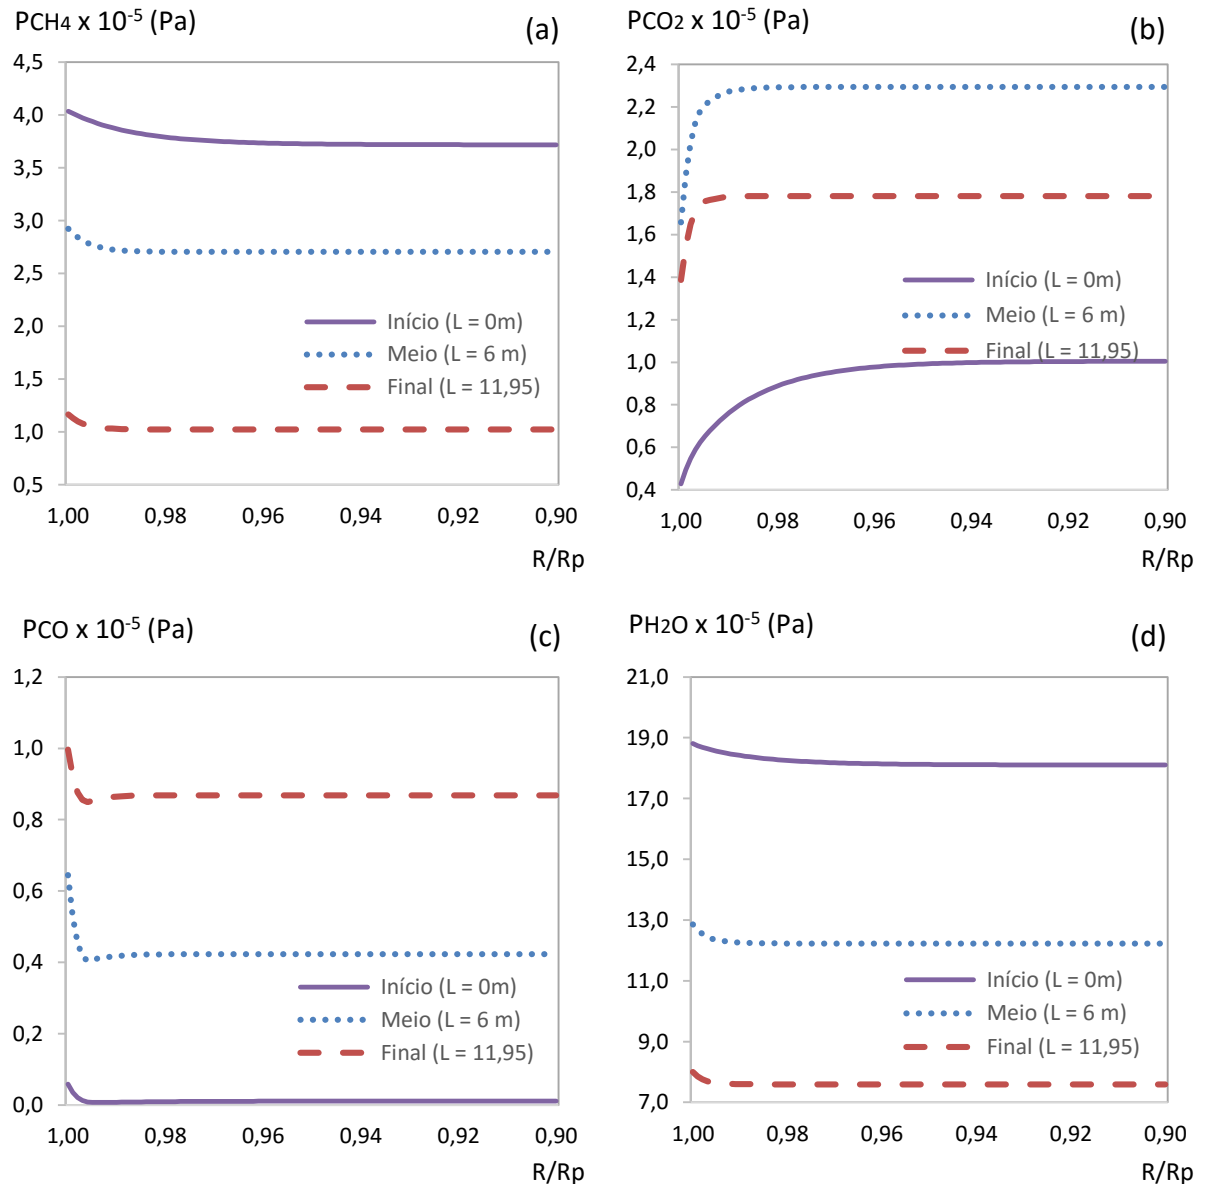 PCH4 x 10-5 (Pa)
(a)
4,5
4,0
3,5
3,0
2,5
2,0
1,5
1,0
0,5
Início (L = 0m)
Meio (L = 6 m)
Final (L = 11,95)
1,00 0,98 0,96 0,94 0,92 0,90
R/Rp
PCO2 x 10-5 (Pa)
(b)
2,4
2,2
2,0
1,8
1,6
1,4
1,2
1,0
0,8
0,6
0,4
Início (L = 0m)
Meio (L = 6 m)
Final (L = 11,95)
1,00 0,98 0,96 0,94 0,92 0,90
R/Rp
PCO x 10-5 (Pa)
(c)
1,2
1,0
0,8
0,6
0,4
0,2
0,0
Início (L = 0m)
Meio (L = 6 m)
Final (L = 11,95)
1,00 0,98 0,96 0,94 0,92 0,90
R/Rp
PH2O x 10-5 (Pa)
(d)
21,0
19,0
17,0
15,0
13,0
11,0
9,0
7,0
Início (L = 0m)
Meio (L = 6 m)
Final (L = 11,95)
1,00 0,98 0,96 0,94 0,92 0,90
R/Rp